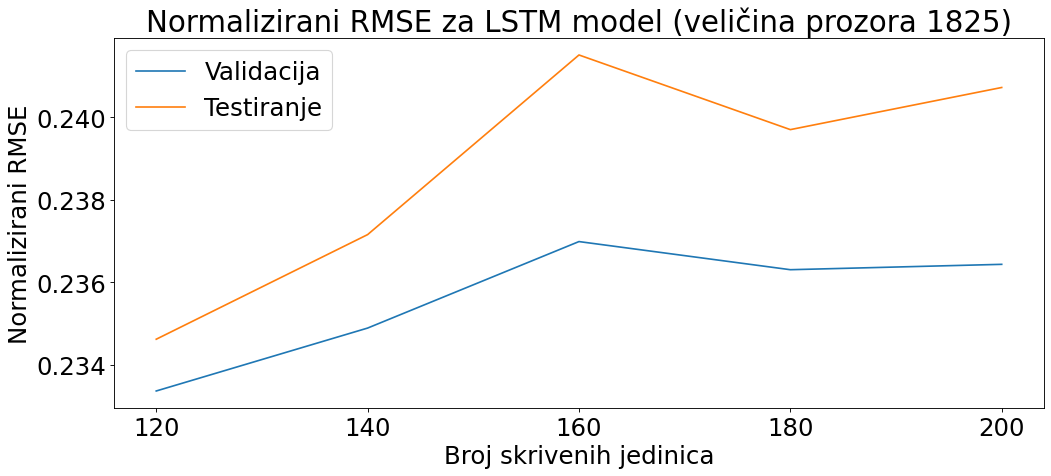 Normalizirani RMSE za LSTM model (veličina prozora 1825)
Validacija
Testiranje
Normalizirani RMSE
0.240
0.238
0.236
0.234
120 140 160 180 200
Broj skrivenih jedinica